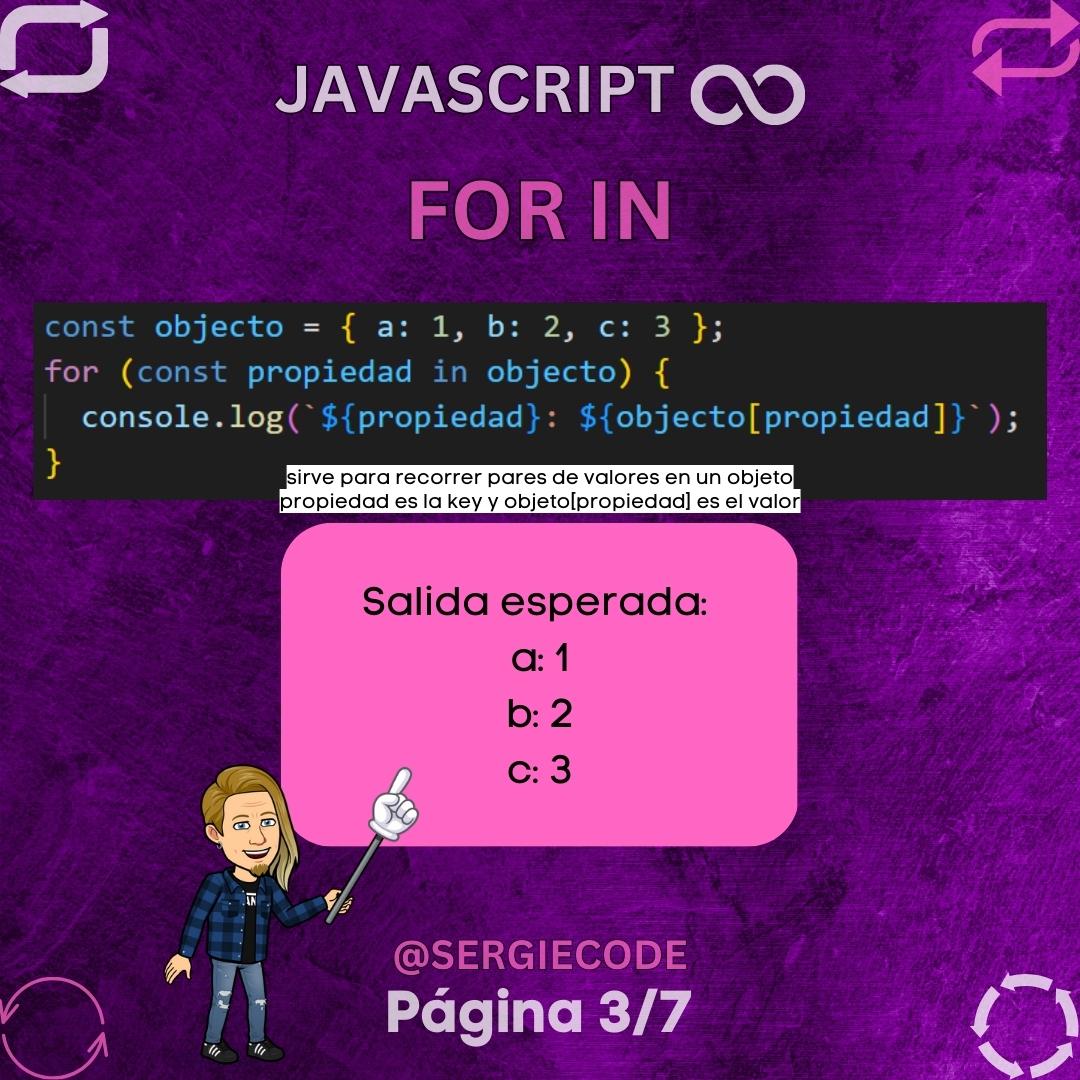 JAVASCRIPT
FOR IN
const objecto = { a: 1, b: 2, c: 3 };
for (const propiedad in objecto) {
  console.log(`${propiedad}: ${objecto[propiedad]}`);
}
sirve para recorrer pares de valores en un objeto
propiedad es la key y objeto[propiedad] es el valor
Salida esperada:
a: 1
b: 2
c: 3
@SERGIECODE
Página 3/7